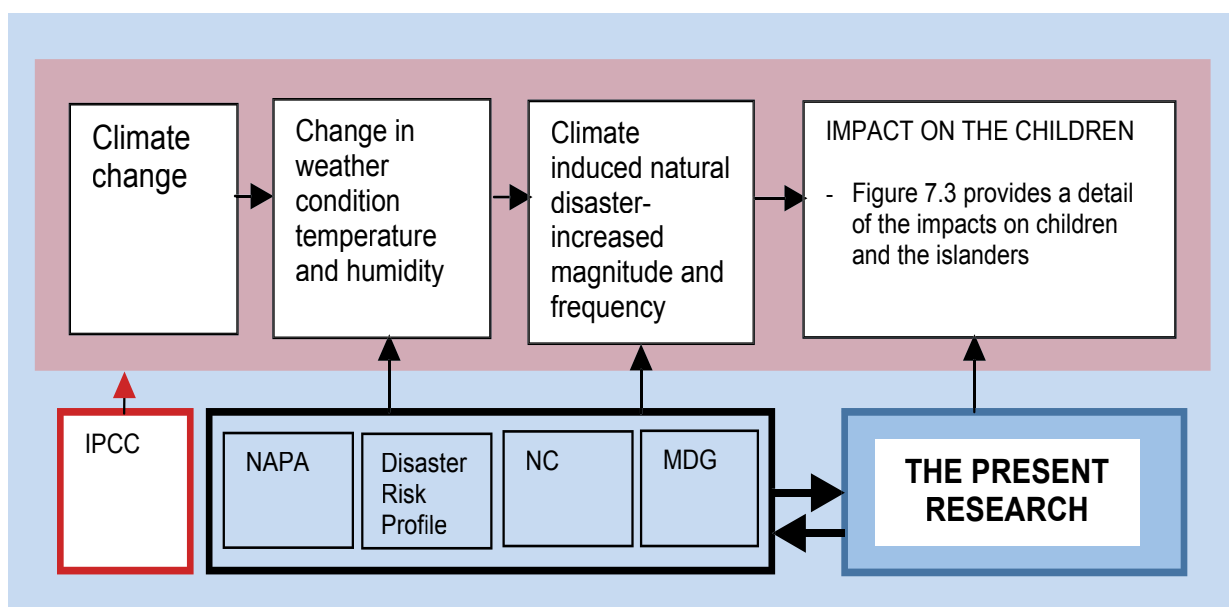 Climate
change
Change in
weather
condition
temperature
and humidity
Climate
induced natural
disaster-
increased
magnitude and
frequency
IMPACT ON THE CHILDREN
- Figure 7.3 provides a detail
of the impacts on children
and the islanders
IPCC
NAPA
Disaster
Risk
Profile
NC
MDG
THE PRESENT
RESEARCH